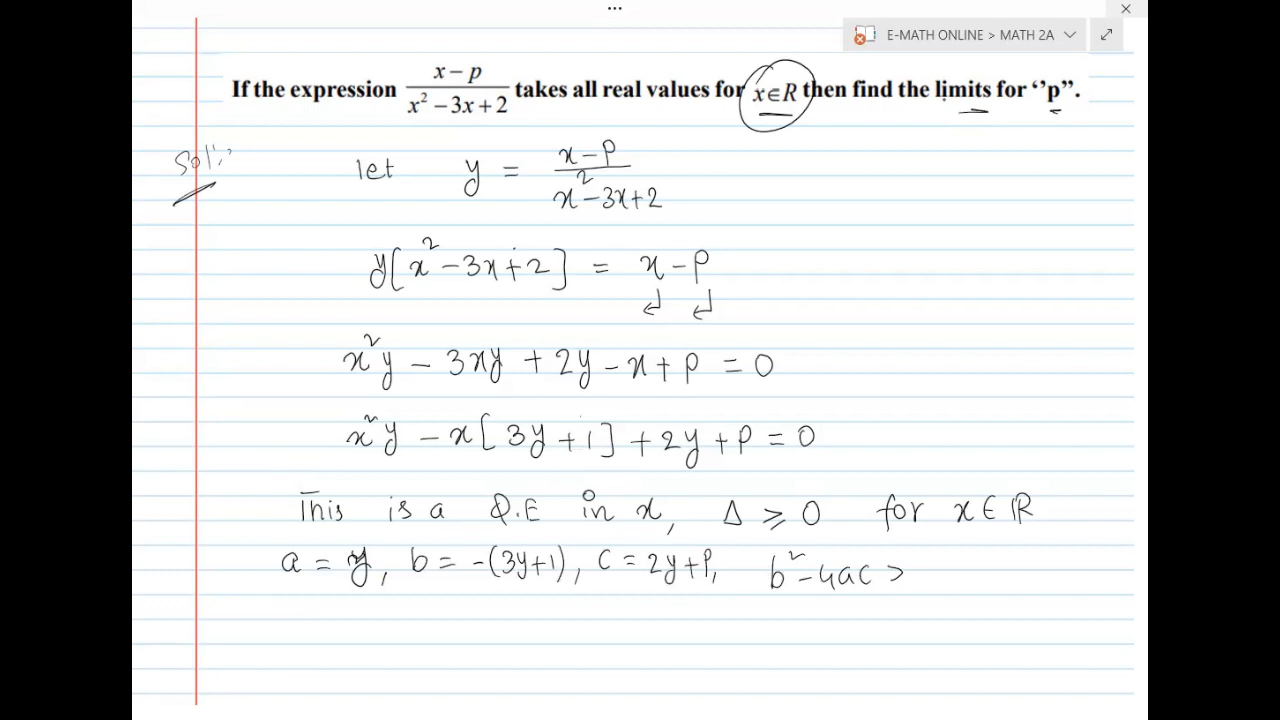 ...
E-MATH ONLINE > MATH 2A
If the expression (x − p)/(x² − 3x + 2) takes all real values for x∈R then find the limits for ‘’p”.
Sol:
let y = (x − p)/(x² − 3x + 2)
y[x² − 3x + 2] = x − p
x²y − 3xy + 2y − x + p = 0
x²y − x[3y + 1] + 2y + p = 0
This is a Q.E in x, Δ ≥ 0 for x ∈ R
a = y, b = -(3y+1), c = 2y+p, b² − 4ac >